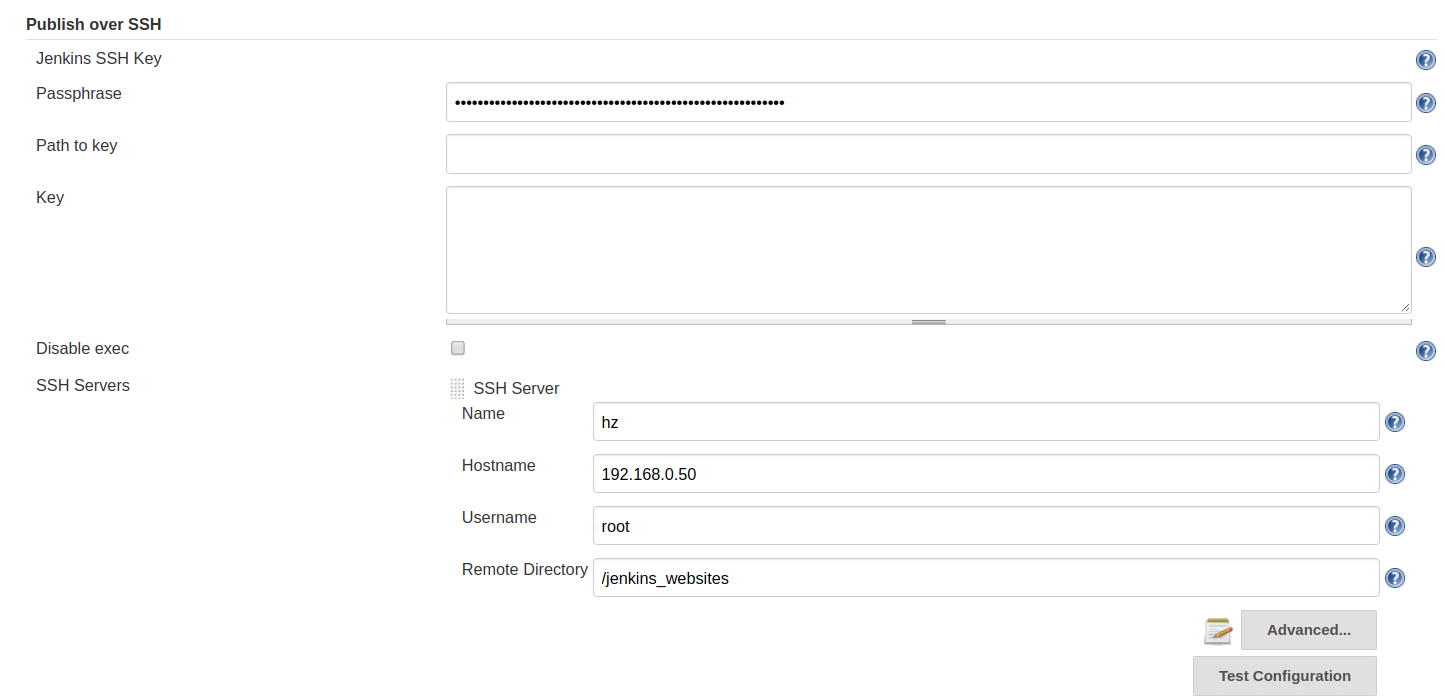 Publish over SSH
Jenkins SSH Key
Passphrase
Path to key
Key
Disable exec
SSH Servers
SSH Server
Name
hz
Hostname
192.168.0.50
Username
root
Remote Directory
/jenkins_websites
Advanced...
Test Configuration